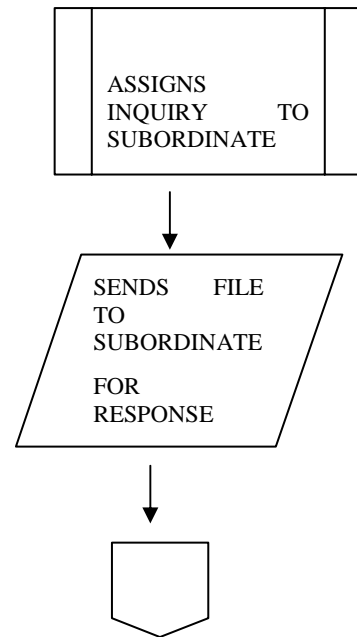 ASSIGNS
INQUIRY TO
SUBORDINATE
SENDS FILE
TO
SUBORDINATE
FOR
RESPONSE